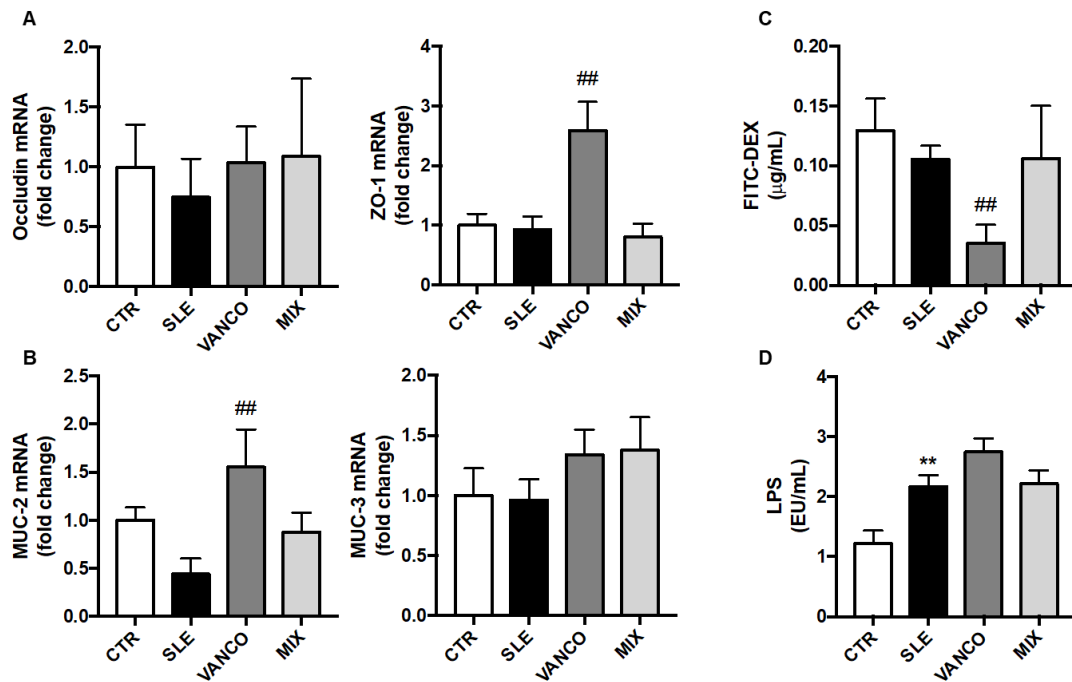 A
Occludin mRNA
(fold change)
2.0
1.5
1.0
0.5
0.0
CTR
SLE
VANCO
MIX
ZO-1 mRNA
(fold change)
4
3
2
1
0
##
CTR
SLE
VANCO
MIX
C
FITC-DEX
(µg/mL)
0.20
0.15
0.10
0.05
0.00
##
CTR
SLE
VANCO
MIX
B
MUC-2 mRNA
(fold change)
2.5
2.0
1.5
1.0
0.5
0.0
##
CTR
SLE
VANCO
MIX
MUC-3 mRNA
(fold change)
2.0
1.5
1.0
0.5
0.0
CTR
SLE
VANCO
MIX
D
LPS
(EU/mL)
4
3
2
1
0
**
CTR
SLE
VANCO
MIX